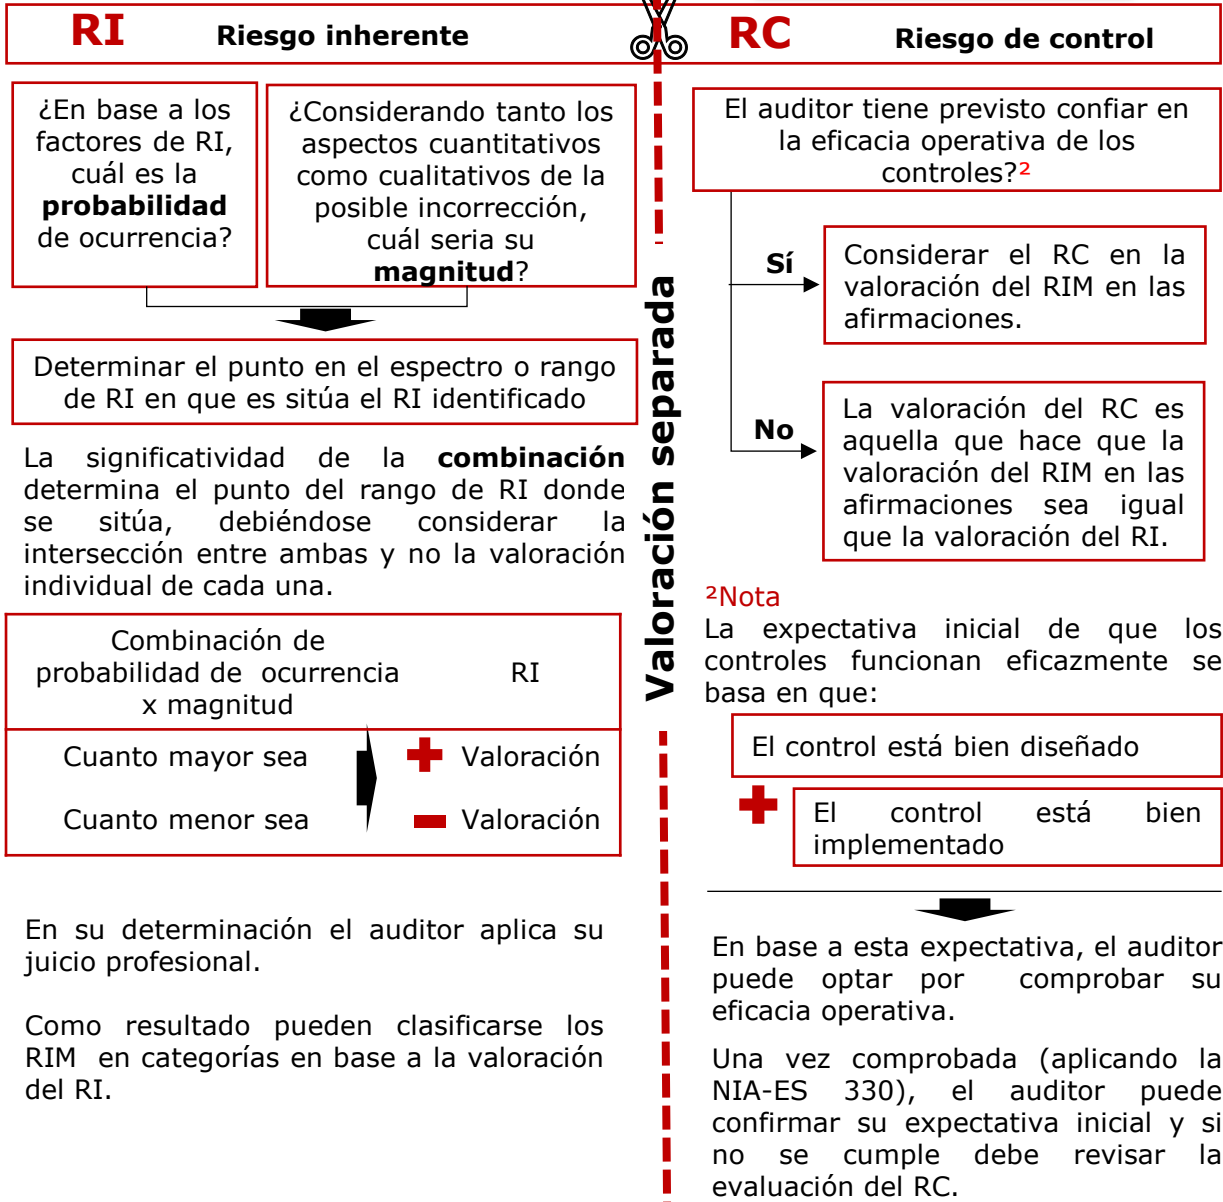 RI Riesgo inherente
¿En base a los
factores de RI,
cuál es la
probabilidad
de ocurrencia?
¿Considerando tanto los
aspectos cuantitativos
como cualitativos de la
posible incorrección,
cuál seria su
magnitud?
Determinar el punto en el espectro o rango
de RI en que es sitúa el RI identificado
La significatividad de la combinación
determina el punto del rango de RI donde
se sitúa, debiéndose considerar la
intersección entre ambas y no la valoración
individual de cada una.
Combinación de
probabilidad de ocurrencia
x magnitud
RI
Cuanto mayor sea
Valoración
Cuanto menor sea
Valoración
En su determinación el auditor aplica su
juicio profesional.
Como resultado pueden clasificarse los
RIM en categorías en base a la valoración
del RI.
Valoración separada
RC Riesgo de control
El auditor tiene previsto confiar en
la eficacia operativa de los
controles?²
Sí
Considerar el RC en la
valoración del RIM en las
afirmaciones.
No
La valoración del RC es
aquella que hace que la
valoración del RIM en las
afirmaciones sea igual
que la valoración del RI.
²Nota
La expectativa inicial de que los
controles funcionan eficazmente se
basa en que:
El control está bien diseñado
El control está bien
implementado
En base a esta expectativa, el auditor
puede optar por comprobar su
eficacia operativa.
Una vez comprobada (aplicando la
NIA-ES 330), el auditor puede
confirmar su expectativa inicial y si
no se cumple debe revisar la
evaluación del RC.